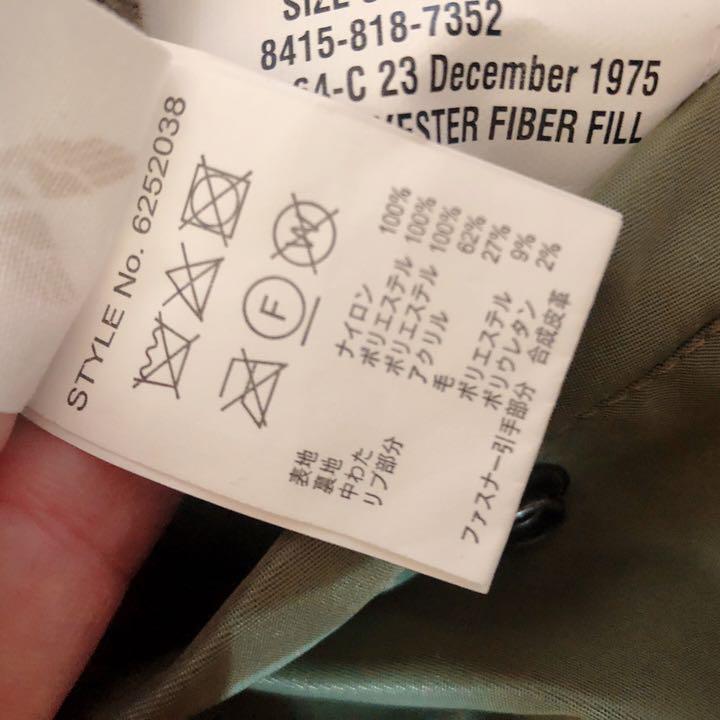 8415-818-7352
-C 23 December 1975
ESTER FIBER FILL
STYLE No. 6252038
W
F
表地 ナイロン 100%
裏地 ポリエステル 100%
中わた ポリエステル 100%
リブ部分 アクリル 62%
毛 27%
ポリエステル 9%
ポリウレタン 2%
ファスナー引手部分 合成皮革